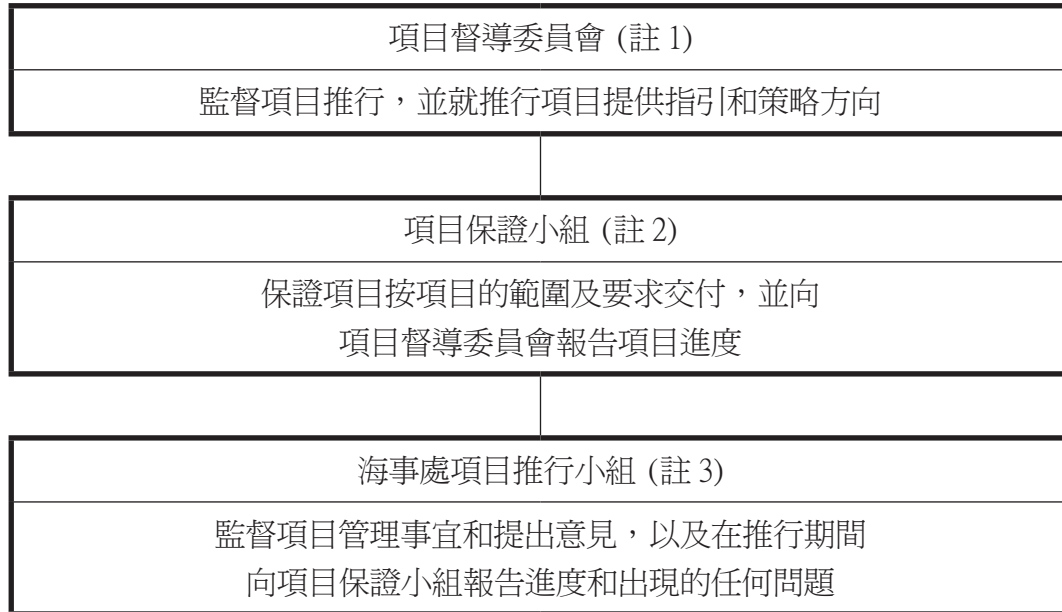 項目督導委員會 (註 1)
監督項目推行，並就推行項目提供指引和策略方向
項目保證小組 (註 2)
保證項目按項目的範圍及要求交付，並向
項目督導委員會報告項目進度
海事處項目推行小組 (註 3)
監督項目管理事宜和提出意見，以及在推行期間
向項目保證小組報告進度和出現的任何問題